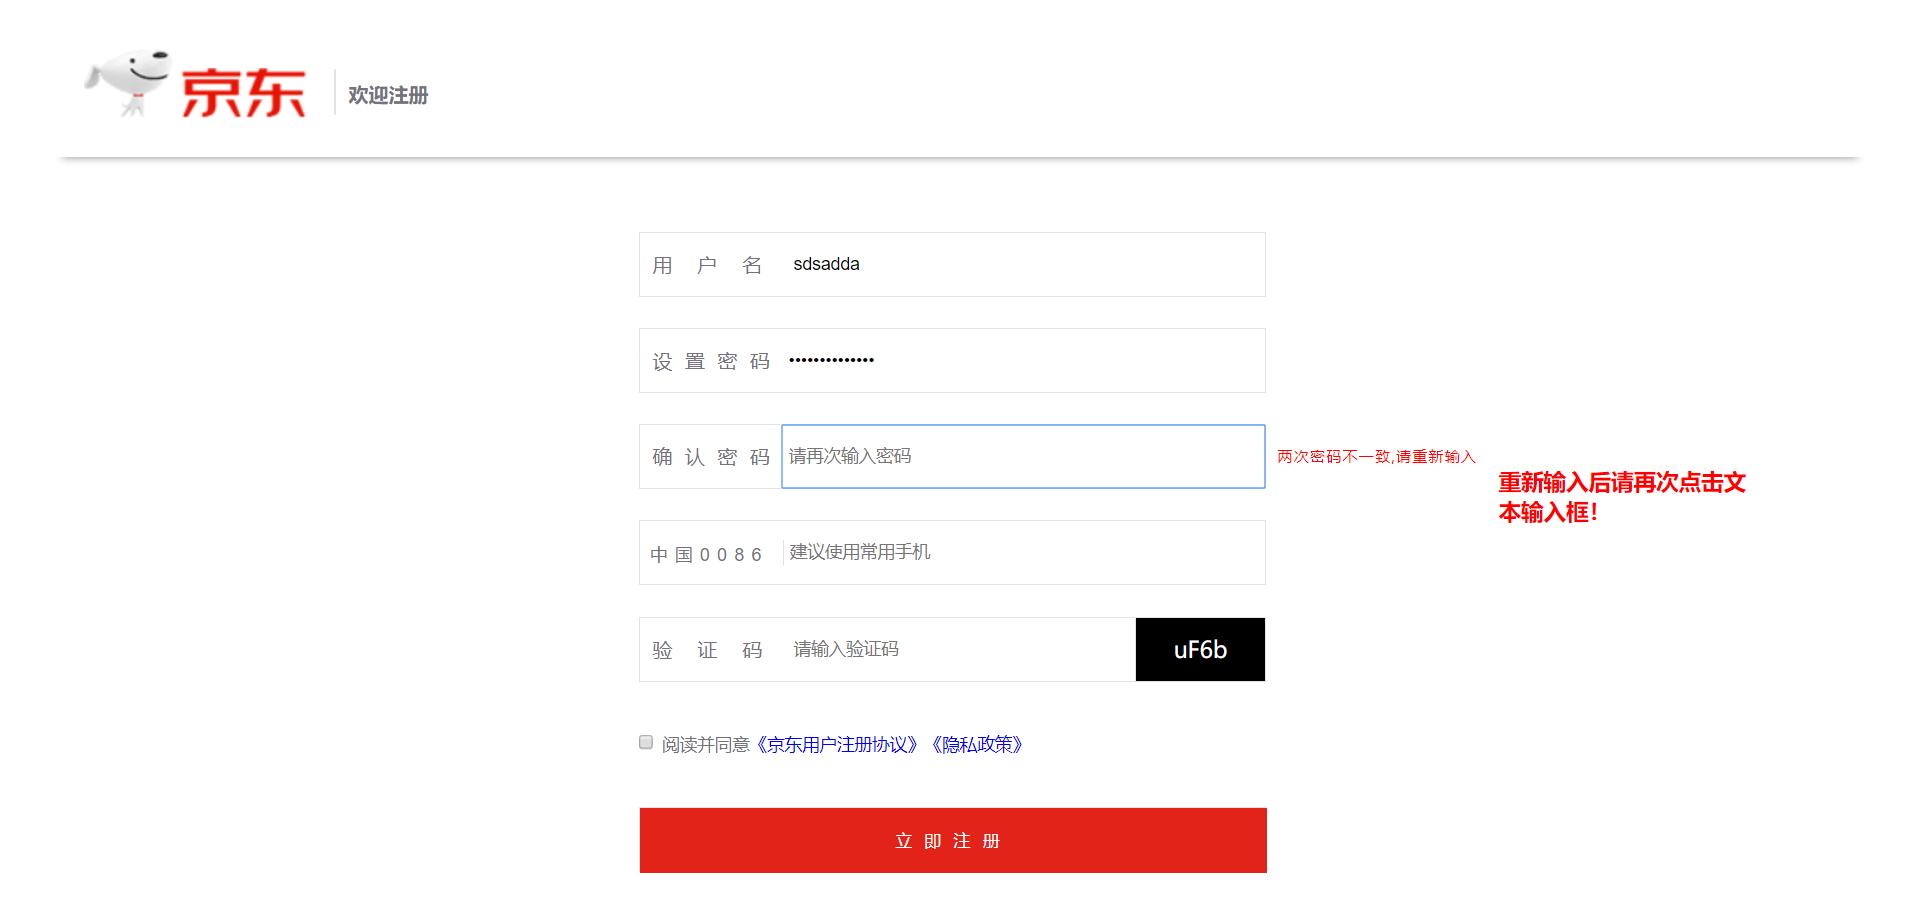 京东
欢迎注册
用户名 sdsadda
设置密码 ••••••••••••••
确认密码 请再次输入密码 两次密码不一致,请重新输入
重新输入后请再次点击文
本输入框！
中国0086 建议使用常用手机
验证码 请输入验证码 uF6b
阅读并同意《京东用户注册协议》《隐私政策》
立即注册